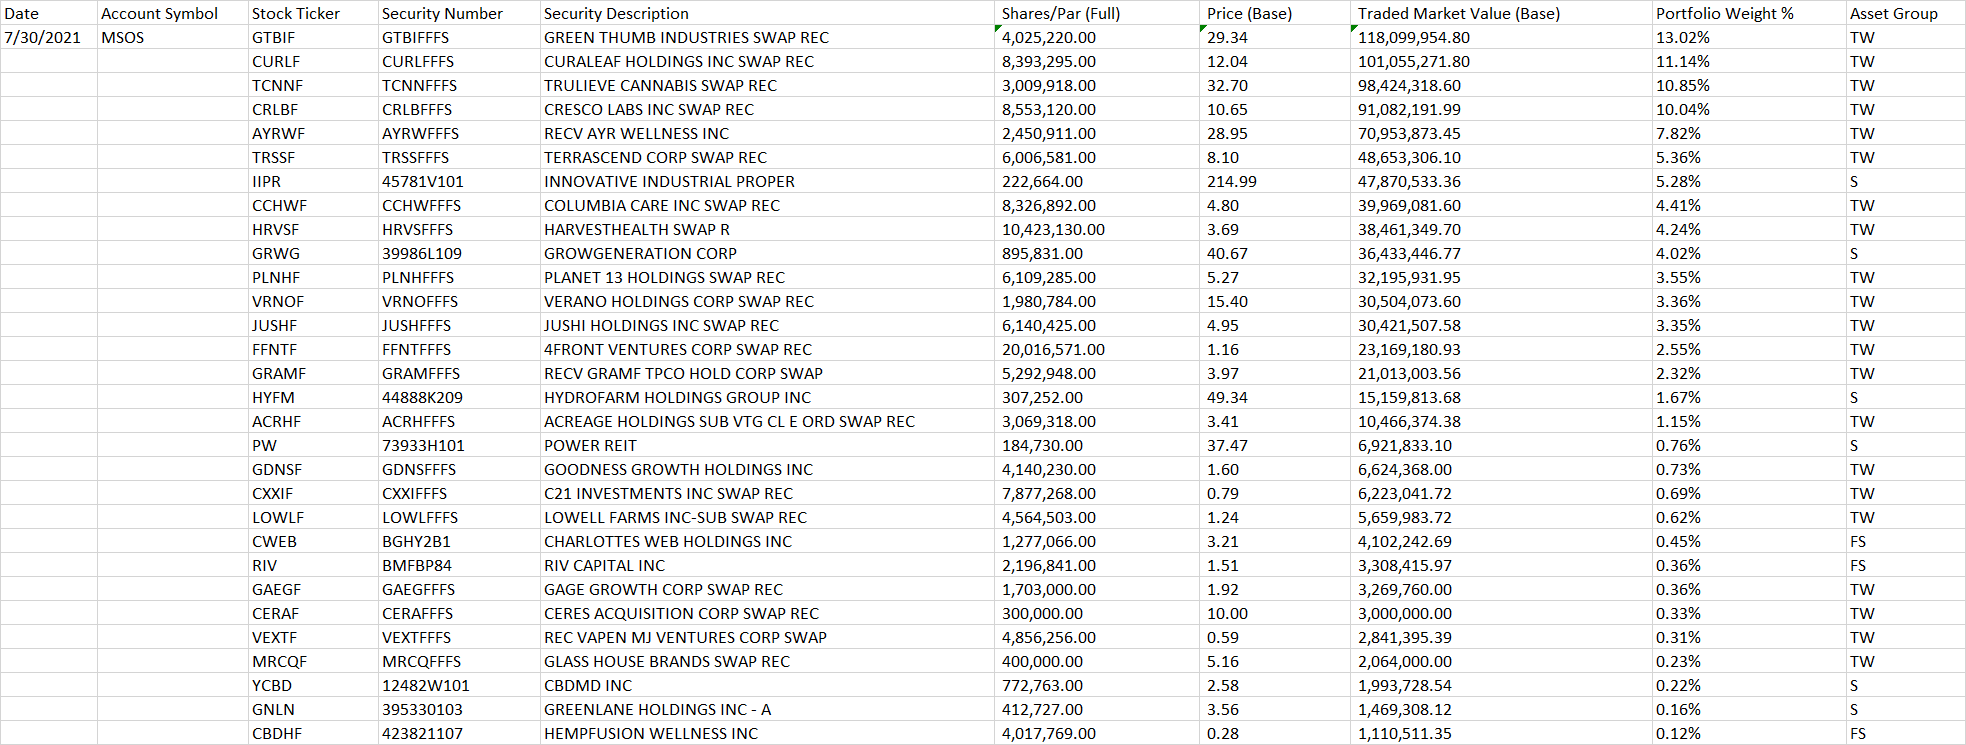 Date Account Symbol Stock Ticker Security Number Security Description Shares/Par (Full) Price (Base) Traded Market Value (Base) Portfolio Weight % Asset Group
7/30/2021 MSOS GTBIF GTBIFFFS GREEN THUMB INDUSTRIES SWAP REC 4,025,220.00 29.34 118,099,954.80 13.02% TW
CURLF CURLFFFS CURALEAF HOLDINGS INC SWAP REC 8,393,295.00 12.04 101,055,271.80 11.14% TW
TCNNF TCNNFFFS TRULIEVE CANNABIS SWAP REC 3,009,918.00 32.70 98,424,318.60 10.85% TW
CRLBF CRLBFFFS CRESCO LABS INC SWAP REC 8,553,120.00 10.65 91,082,191.99 10.04% TW
AYRWF AYRWFFFS RECV AYR WELLNESS INC 2,450,911.00 28.95 70,953,873.45 7.82% TW
TRSSF TRSSFFFS TERRASCEND CORP SWAP REC 6,006,581.00 8.10 48,653,306.10 5.36% TW
IIPR 45781V101 INNOVATIVE INDUSTRIAL PROPER 222,664.00 214.99 47,870,533.36 5.28% S
CCHWF CCHWFFFS COLUMBIA CARE INC SWAP REC 8,326,892.00 4.80 39,969,081.60 4.41% TW
HRVSF HRVSFFFS HARVESTHEALTH SWAP R 10,423,130.00 3.69 38,461,349.70 4.24% TW
GRWG 39986L109 GROWGENERATION CORP 895,831.00 40.67 36,433,446.77 4.02% S
PLNHF PLNHFFFS PLANET 13 HOLDINGS SWAP REC 6,109,285.00 5.27 32,195,931.95 3.55% TW
VRNOF VRNOFFFS VERANO HOLDINGS CORP SWAP REC 1,980,784.00 15.40 30,504,073.60 3.36% TW
JUSHF JUSHFFFS JUSHI HOLDINGS INC SWAP REC 6,140,425.00 4.95 30,421,507.58 3.35% TW
FFNTF FFNTFFFS 4FRONT VENTURES CORP SWAP REC 20,016,571.00 1.16 23,169,180.93 2.55% TW
GRAMF GRAMFFFS RECV GRAMF TPCO HOLD CORP SWAP 5,292,948.00 3.97 21,013,003.56 2.32% TW
HYFM 44888K209 HYDROFARM HOLDINGS GROUP INC 307,252.00 49.34 15,159,813.68 1.67% S
ACRHF ACRHFFFS ACREAGE HOLDINGS SUB VTG CL E ORD SWAP REC 3,069,318.00 3.41 10,466,374.38 1.15% TW
PW 73933H101 POWER REIT 184,730.00 37.47 6,921,833.10 0.76% S
GDNSF GDNSFFFS GOODNESS GROWTH HOLDINGS INC 4,140,230.00 1.60 6,624,368.00 0.73% TW
CXXIF CXXIFFFS C21 INVESTMENTS INC SWAP REC 7,877,268.00 0.79 6,223,041.72 0.69% TW
LOWLF LOWLFFFS LOWELL FARMS INC-SUB SWAP REC 4,564,503.00 1.24 5,659,983.72 0.62% TW
CWEB BGHY2B1 CHARLOTTES WEB HOLDINGS INC 1,277,066.00 3.21 4,102,242.69 0.45% FS
RIV BMFBP84 RIV CAPITAL INC 2,196,841.00 1.51 3,308,415.97 0.36% FS
GAEGF GAEGFFFS GAGE GROWTH CORP SWAP REC 1,703,000.00 1.92 3,269,760.00 0.36% TW
CERAF CERAFFFS CERES ACQUISITION CORP SWAP REC 300,000.00 10.00 3,000,000.00 0.33% TW
VEXTF VEXTFFFS REC VAPEN MJ VENTURES CORP SWAP 4,856,256.00 0.59 2,841,395.39 0.31% TW
MRCQF MRCQFFFS GLASS HOUSE BRANDS SWAP REC 400,000.00 5.16 2,064,000.00 0.23% TW
YCBD 12482W101 CBDMD INC 772,763.00 2.58 1,993,728.54 0.22% S
GNLN 395330103 GREENLANE HOLDINGS INC - A 412,727.00 3.56 1,469,308.12 0.16% S
CBDHF 423821107 HEMPFUSION WELLNESS INC 4,017,769.00 0.28 1,110,511.35 0.12% FS